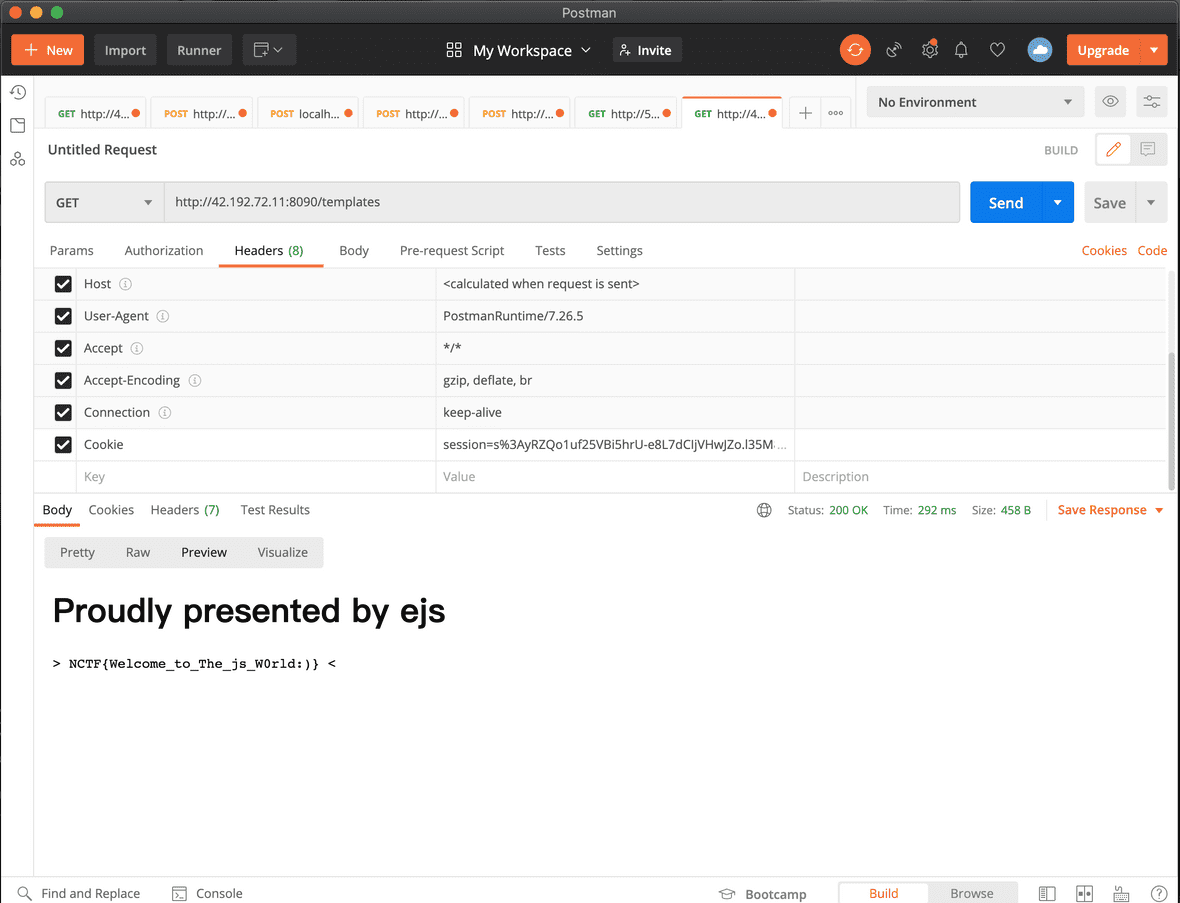 Postman
New Import Runner My Workspace Invite Upgrade
GET http://4... POST http://... POST localh... POST http://... POST http://... GET http://5... GET http://4... No Environment
Untitled Request BUILD
GET http://42.192.72.11:8090/templates Send Save
Params Authorization Headers (8) Body Pre-request Script Tests Settings Cookies Code
Host <calculated when request is sent>
User-Agent PostmanRuntime/7.26.5
Accept */*
Accept-Encoding gzip, deflate, br
Connection keep-alive
Cookie session=s%3AyRZQo1uf25VBi5hrU-e8L7dCIjVHwJZo.l35M...
Key Value Description
Body Cookies Headers (7) Test Results Status: 200 OK Time: 292 ms Size: 458 B Save Response
Pretty Raw Preview Visualize
Proudly presented by ejs
> NCTF{Welcome_to_The_js_W0rld:)} <
Find and Replace Console Bootcamp Build Browse